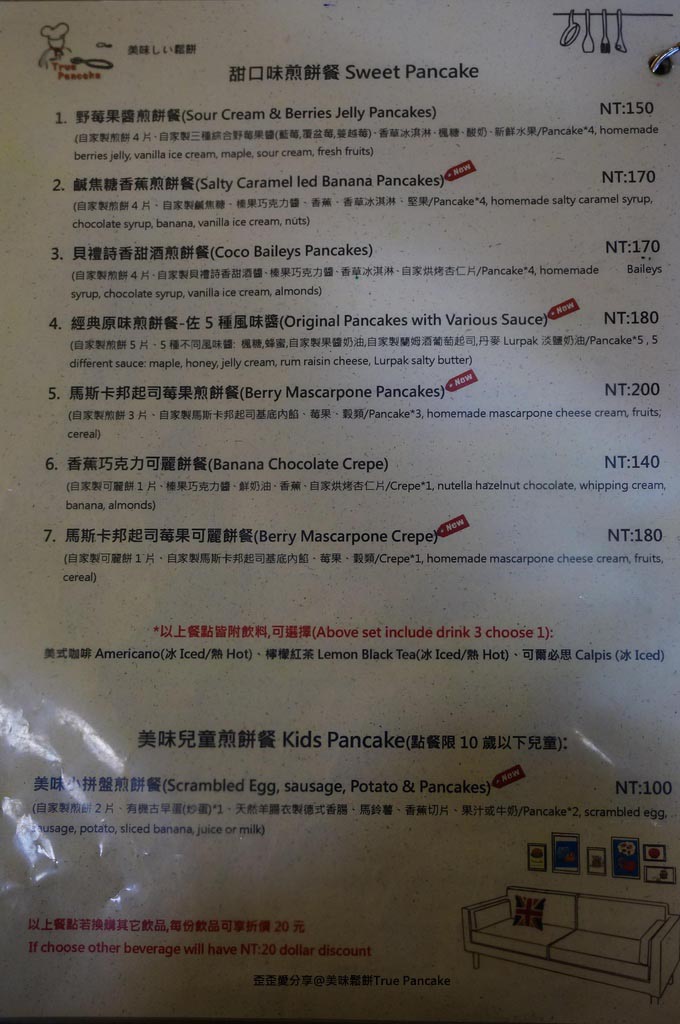 True Pancake
美味しい鬆餅
甜口味煎餅餐 Sweet Pancake
1. 野莓果醬煎餅餐(Sour Cream & Berries Jelly Pancakes) NT:150
(自家製煎餅 4 片、自家製三種綜合野莓果醬(藍莓,覆盆莓,蔓越莓)、香草冰淇淋、楓糖、酸奶、新鮮水果/Pancake*4, homemade
berries jelly, vanilla ice cream, maple, sour cream, fresh fruits)
2. 鹹焦糖香蕉煎餅餐(Salty Caramel led Banana Pancakes) New NT:170
(自家製煎餅 4 片、自家製鹹焦糖、榛果巧克力醬、香蕉、香草冰淇淋、堅果/Pancake*4, homemade salty caramel syrup,
chocolate syrup, banana, vanilla ice cream, nuts)
3. 貝禮詩香甜酒煎餅餐(Coco Baileys Pancakes) NT:170
(自家製煎餅 4 片、自家製貝禮詩香甜酒醬、榛果巧克力醬、香草冰淇淋、自家烘烤杏仁片/Pancake*4, homemade Baileys
syrup, chocolate syrup, vanilla ice cream, almonds)
4. 經典原味煎餅餐-佐 5 種風味醬(Original Pancakes with Various Sauce) New NT:180
(自家製煎餅 5 片、5 種不同風味醬: 楓糖,蜂蜜,自家製果醬奶油,自家製蘭姆酒葡萄起司,丹麥 Lurpak 淡鹽奶油/Pancake*5 , 5
different sauce: maple, honey, jelly cream, rum raisin cheese, Lurpak salty butter)
5. 馬斯卡邦起司莓果煎餅餐(Berry Mascarpone Pancakes) New NT:200
(自家製煎餅 3 片、自家製馬斯卡邦起司基底內餡、莓果、穀類/Pancake*3, homemade mascarpone cheese cream, fruits,
cereal)
6. 香蕉巧克力可麗餅餐(Banana Chocolate Crepe) NT:140
(自家製可麗餅 1 片、榛果巧克力醬、鮮奶油、香蕉、自家烘烤杏仁片/Crepe*1, nutella hazelnut chocolate, whipping cream,
banana, almonds)
7. 馬斯卡邦起司莓果可麗餅餐(Berry Mascarpone Crepe) New NT:180
(自家製可麗餅 1 片、自家製馬斯卡邦起司基底內餡、莓果、穀類/Crepe*1, homemade mascarpone cheese cream, fruits,
cereal)
*以上餐點皆附飲料,可選擇(Above set include drink 3 choose 1):
美式咖啡 Americano(冰 Iced/熱 Hot)、檸檬紅茶 Lemon Black Tea(冰 Iced/熱 Hot)、可爾必思 Calpis (冰 Iced)
美味兒童煎餅餐 Kids Pancake(點餐限 10 歲以下兒童):
美味小拼盤煎餅餐(Scrambled Egg, sausage, Potato & Pancakes) New NT:100
(自家製煎餅 2 片、有機古早蛋(炒蛋)*1、天然羊腸衣製德式香腸、馬鈴薯、香蕉切片、果汁或牛奶/Pancake*2, scrambled egg,
sausage, potato, sliced banana, juice or milk)
以上餐點若換購其它飲品,每份飲品可享折價 20 元
If choose other beverage will have NT:20 dollar discount
歪歪愛分享@美味鬆餅True Pancake